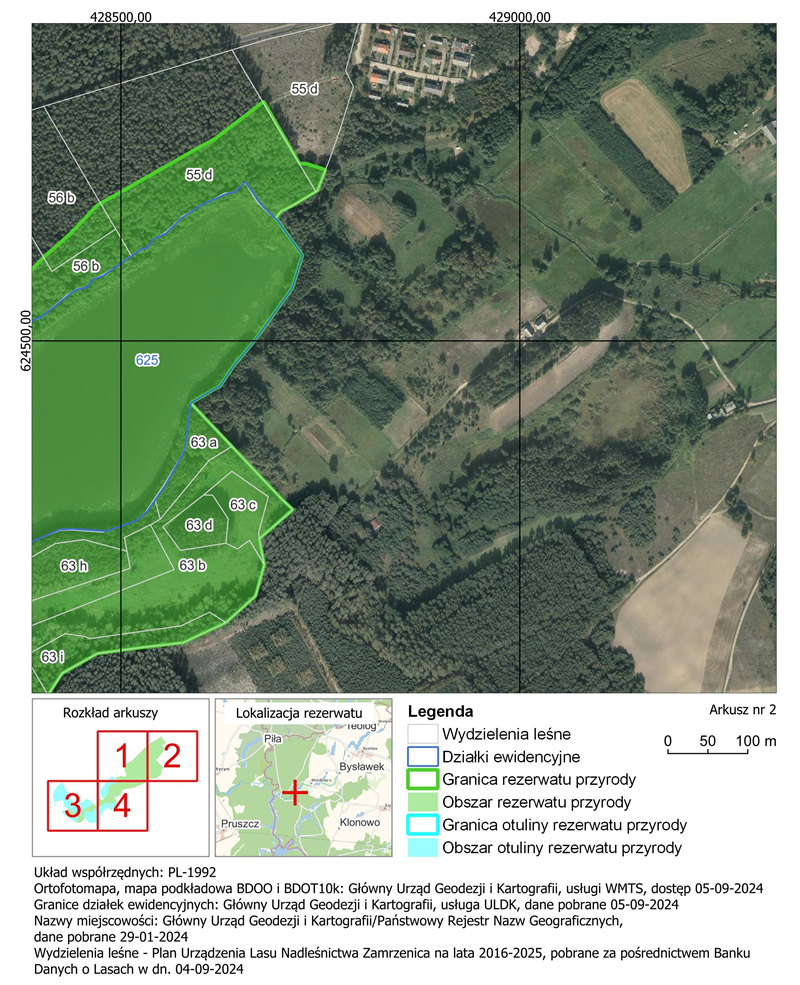 428500,00
429000,00
55 d
55 d
56 b
56 b
624500,00
625
63 a
63 c
63 d
63 h
63 b
63 i
Rozkład arkuszy
1
2
3
4
Lokalizacja rezerwatu
Teolog
Piła
Bysław
Bysławek
Pruszcz
Klonowo
Legenda
Wydzielenia leśne
Działki ewidencyjne
Granica rezerwatu przyrody
Obszar rezerwatu przyrody
Granica otuliny rezerwatu przyrody
Obszar otuliny rezerwatu przyrody
Arkusz nr 2
0 50 100 m
Układ współrzędnych: PL-1992
Ortofotomapa, mapa podkładowa BDOO i BDOT10k: Główny Urząd Geodezji i Kartografii, usługi WMTS, dostęp 05-09-2024
Granice działek ewidencyjnych: Główny Urząd Geodezji i Kartografii, usługa ULDK, dane pobrane 05-09-2024
Nazwy miejscowości: Główny Urząd Geodezji i Kartografii/Państwowy Rejestr Nazw Geograficznych,
dane pobrane 29-01-2024
Wydzielenia leśne - Plan Urządzenia Lasu Nadleśnictwa Zamrzenica na lata 2016-2025, pobrane za pośrednictwem Banku
Danych o Lasach w dn. 04-09-2024